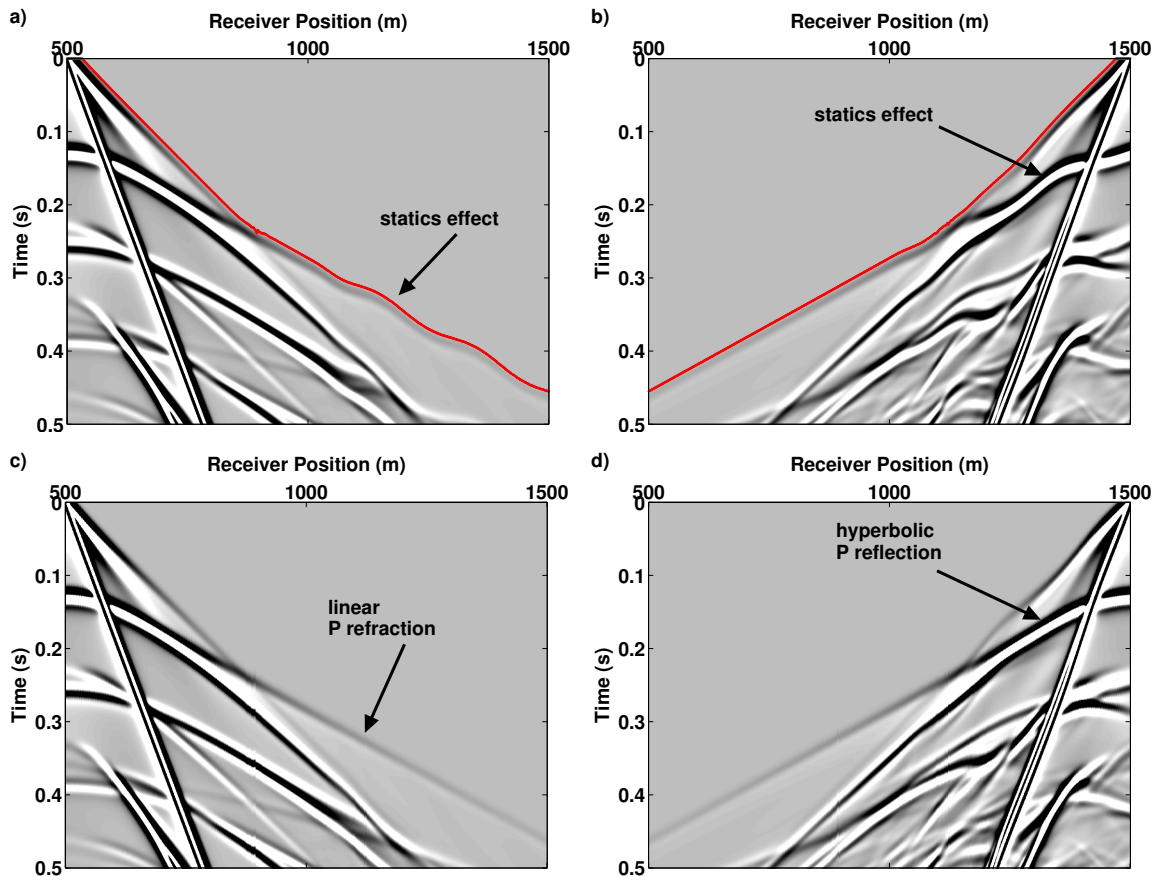 a)
Receiver Position (m)
500 1000 1500
0
0.1
0.2
0.3
0.4
0.5
Time (s)
statics effect
b)
Receiver Position (m)
500 1000 1500
0
0.1
0.2
0.3
0.4
0.5
Time (s)
statics effect
c)
Receiver Position (m)
500 1000 1500
0
0.1
0.2
0.3
0.4
0.5
Time (s)
linear
P refraction
d)
Receiver Position (m)
500 1000 1500
0
0.1
0.2
0.3
0.4
0.5
Time (s)
hyperbolic
P reflection